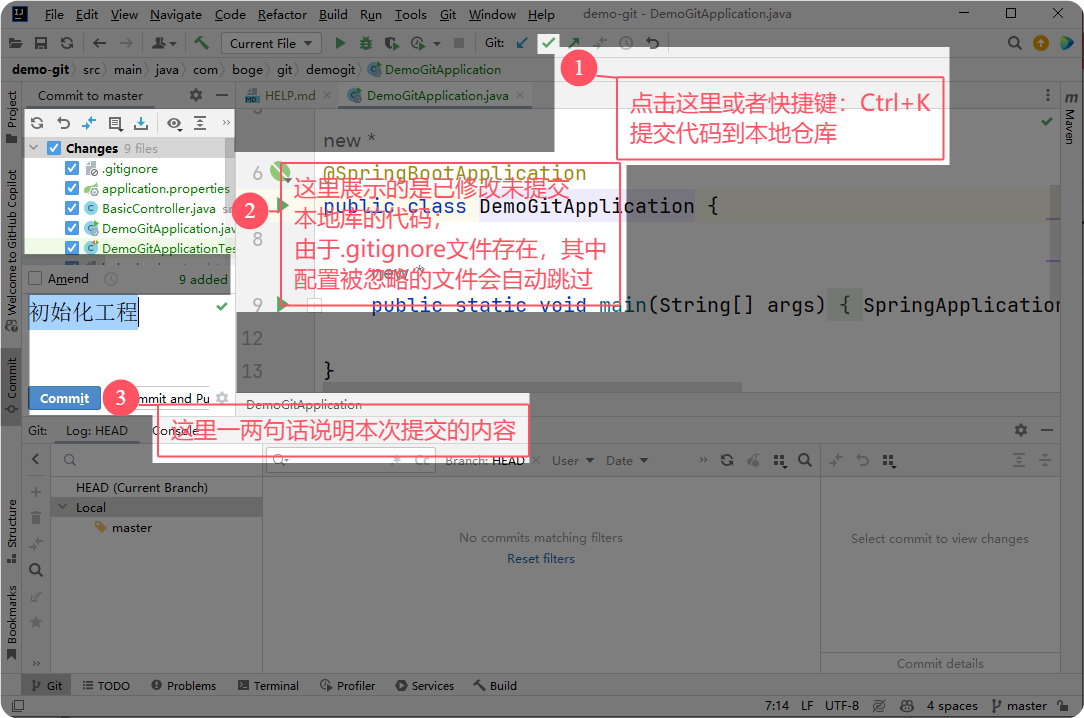 File Edit View Navigate Code Refactor Build Run Tools Git Window Help demo-git - DemoGitApplication.java
Current File Git:
demo-git src main java com boge git demogit DemoGitApplication
1
点击这里或者快捷键：Ctrl+K
提交代码到本地仓库
Project
Welcome to GitHub Copilot
Commit
Structure
Bookmarks
Maven
Commit to master
HELP.md DemoGitApplication.java
Changes 9 files
.gitignore
application.properties
BasicController.java
DemoGitApplication.jav
DemoGitApplicationTes
Amend 9 added
初始化工程
Commit mmit and Pu
new *
6 @SpringBootApplication
public class DemoGitApplication {
8
new *
9 public static void main(String[] args) { SpringApplication
12
13 }
2
这里展示的是已修改未提交
本地库的代码；
由于.gitignore文件存在，其中
配置被忽略的文件会自动跳过
DemoGitApplication
3
这里一两句话说明本次提交的内容
Git: Log: HEAD Console
Cc Branch: HEAD User Date
HEAD (Current Branch)
Local
master
No commits matching filters
Reset filters
Select commit to view changes
Commit details
Git TODO Problems Terminal Profiler Services Build
7:14 LF UTF-8 4 spaces master